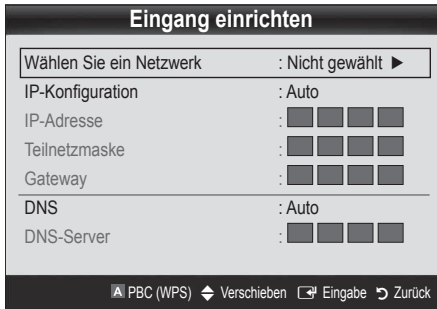 Eingang einrichten
Wählen Sie ein Netzwerk : Nicht gewählt ►
IP-Konfiguration : Auto
IP-Adresse :
Teilnetzmaske :
Gateway :
DNS : Auto
DNS-Server :
A PBC (WPS) Verschieben Eingabe Zurück